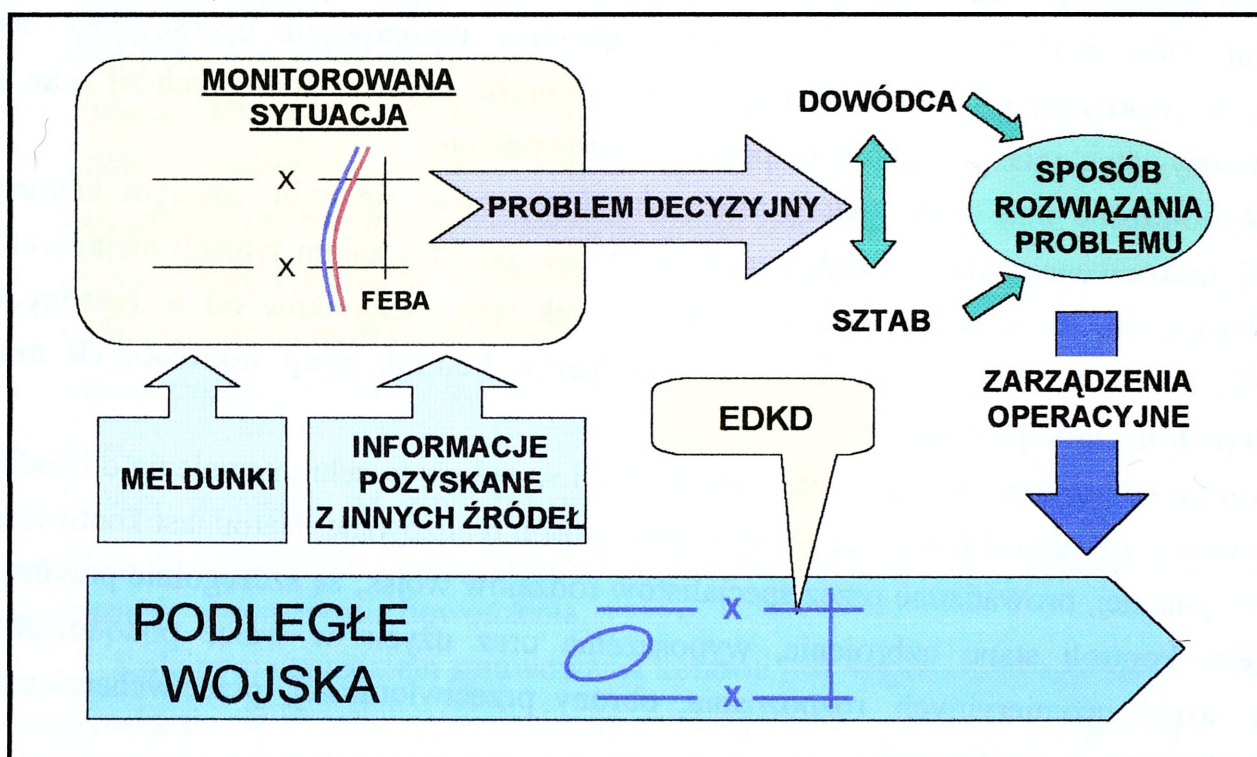 MONITOROWANA
SYTUACJA
X
X
FEBA
PROBLEM DECYZYJNY
DOWÓDCA
SZTAB
SPOSÓB
ROZWIĄZANIA
PROBLEMU
ZARZĄDZENIA
OPERACYJNE
EDKD
MELDUNKI
INFORMACJE
POZYSKANE
Z INNYCH ŹRÓDEŁ
PODLEGŁE
WOJSKA
X
X